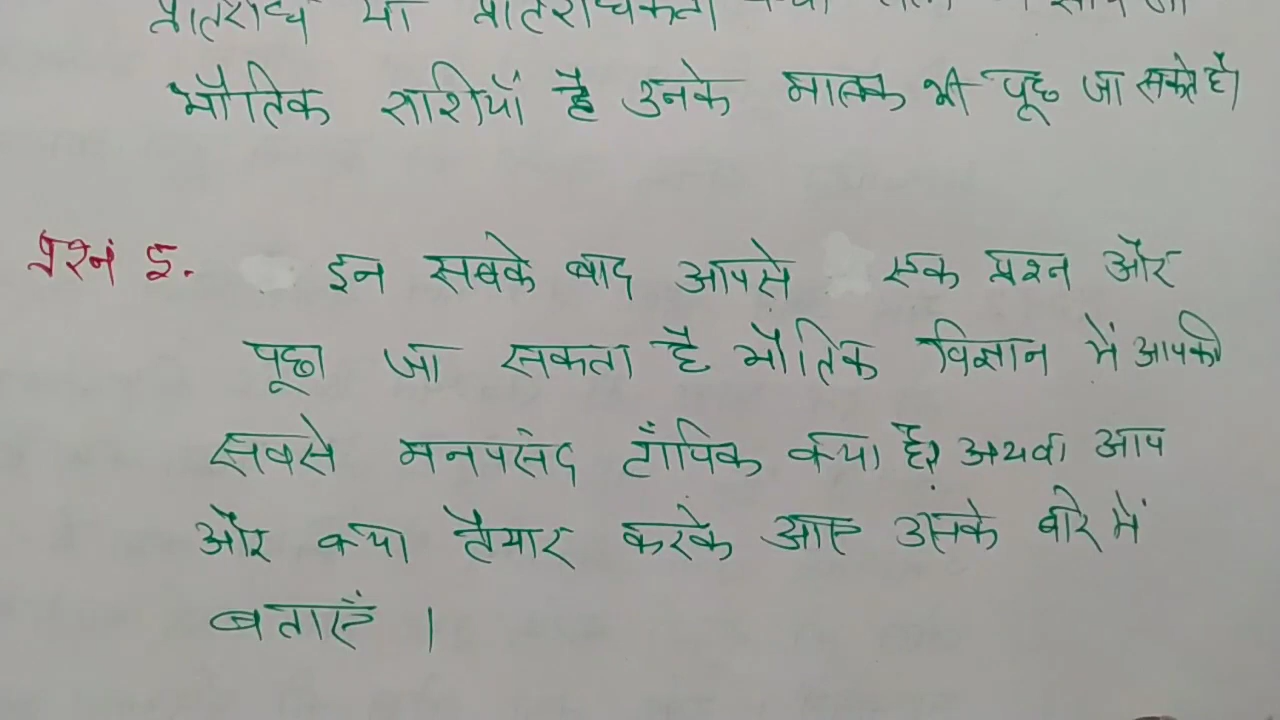 भौतिक राशियाँ है उनके मात्रक भी पूछे जा सकते है।
प्रश्नं 5. इन सबके बाद आपसे एक प्रश्न और
पूछा जा सकता है भौतिक विज्ञान में आपकी
सबसे मनपसंद टॉपिक क्या है। अथवा आप
और क्या तैयार करके आए उसके बारे में
बताएँ ।